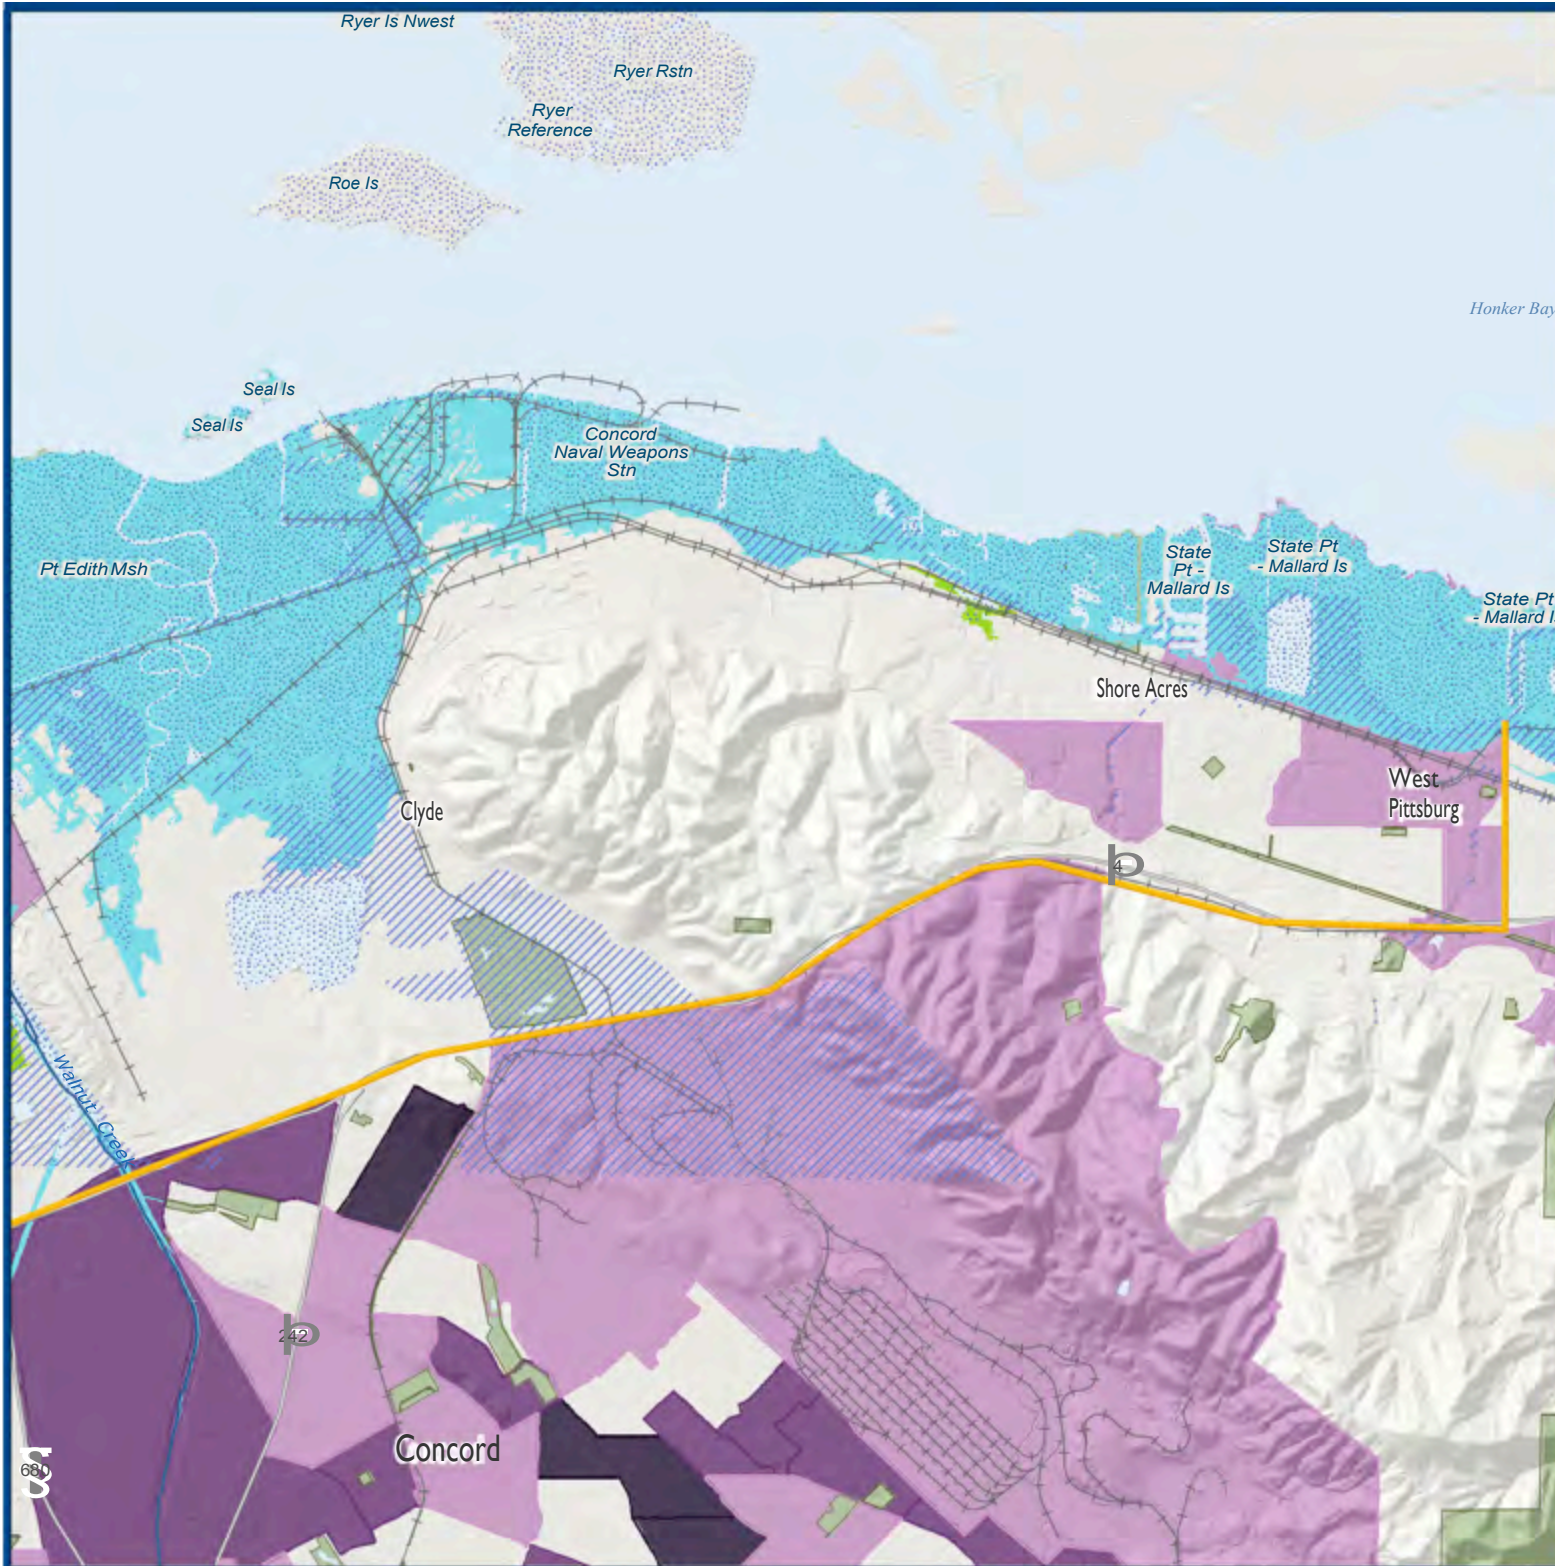 Ryer Is Nwest
Ryer Rstn
Ryer
Reference
Roe Is
Honker Bay
Seal Is
Seal Is
Concord
Naval Weapons
Stn
Pt Edith Msh
State
Pt -
Mallard Is
State Pt
- Mallard Is
State Pt
- Mallard I
Shore Acres
West
Pittsburg
Clyde
4
Walnut Creek
242
Concord
680